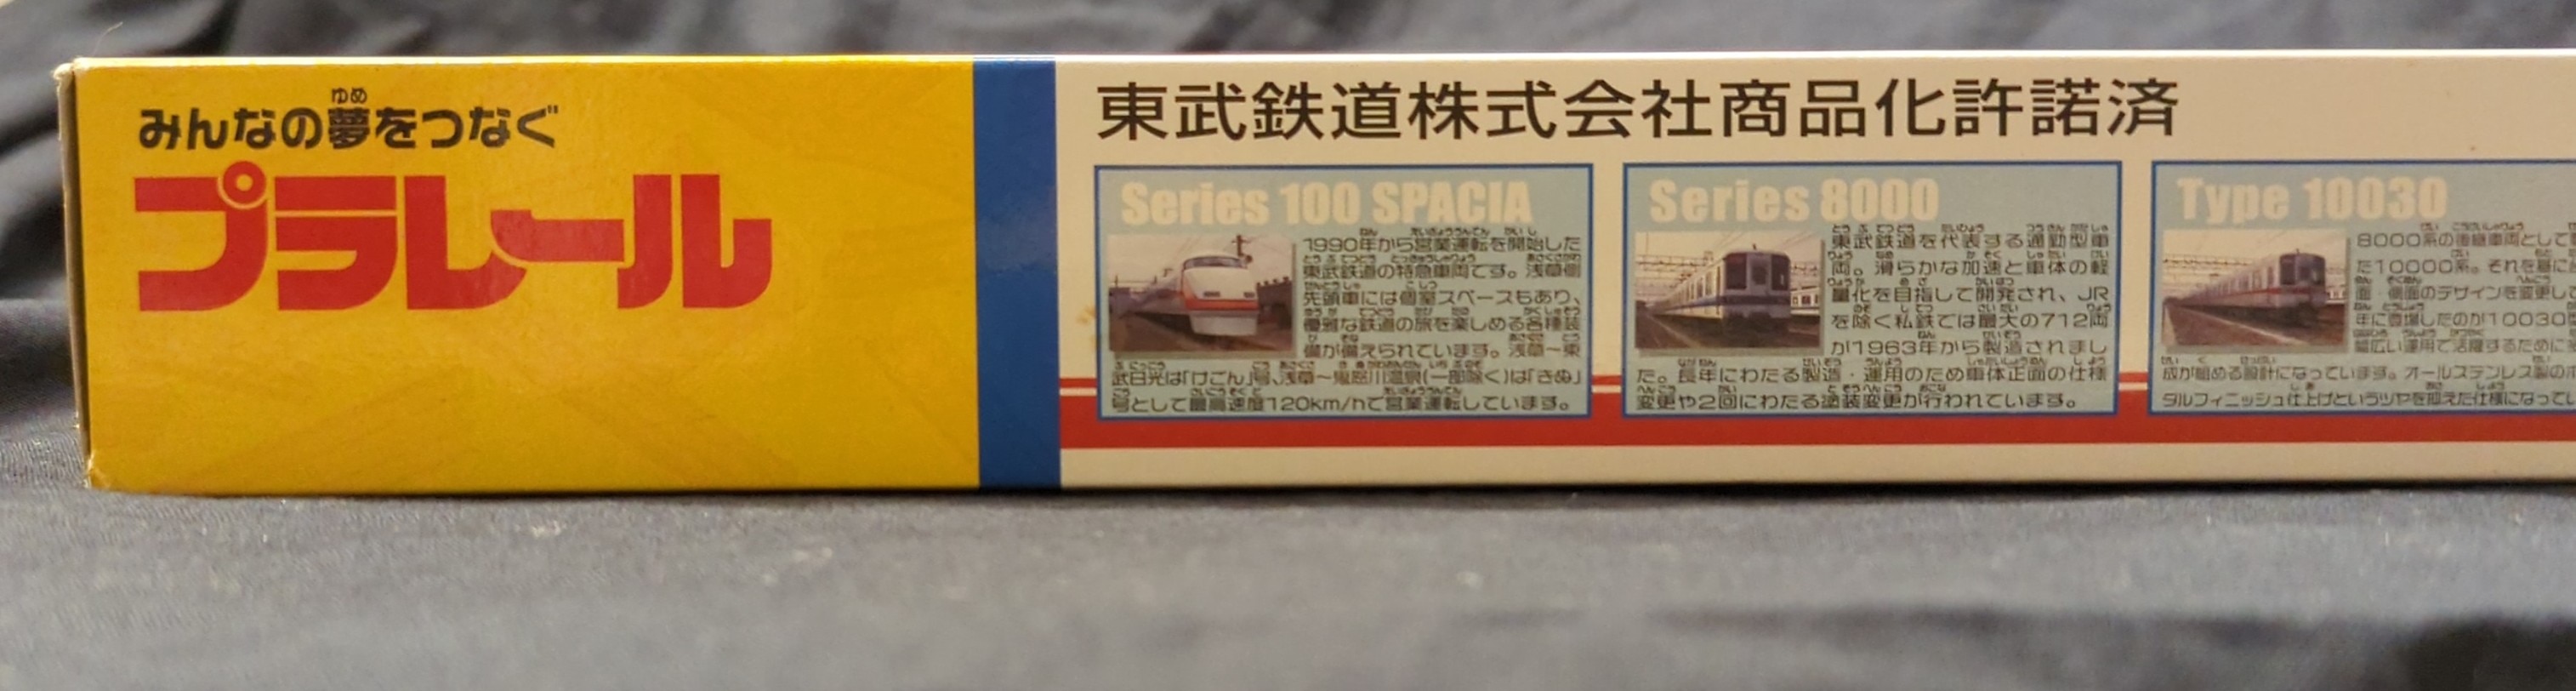 みんなの夢をつなぐ
ゆめ
プラレール
東武鉄道株式会社商品化許諾済
Series 100 SPACIA
1990年から営業運転を開始した
東武鉄道の特急車両です。浅草側
先頭車には個室スペースもあり、
優雅な鉄道の旅を楽しめる各種装
備が備えられています。浅草～東
武日光は「けごん」号、浅草～鬼怒川温泉(一部除く)は「きぬ」
号として最高速度120km/hで営業運転しています。
Series 8000
東武鉄道を代表する通勤型車
両。滑らかな加速と車体の軽
量化を目指して開発され、JR
を除く私鉄では最大の712両
が1963年から製造されまし
た。長年にわたる製造・運用のため車体正面の仕様
変更や2回にわたる塗装変更が行われています。
Type 10030
8000系の後継車両として
た10000系。それを基に
面・側面のデザインを変更し
年に登場したのが10030
幅広い運用で活躍するために
成が組める設計になっています。オールステンレス製の
ダルフィニッシュ仕上げというツヤを抑えた仕様になってい